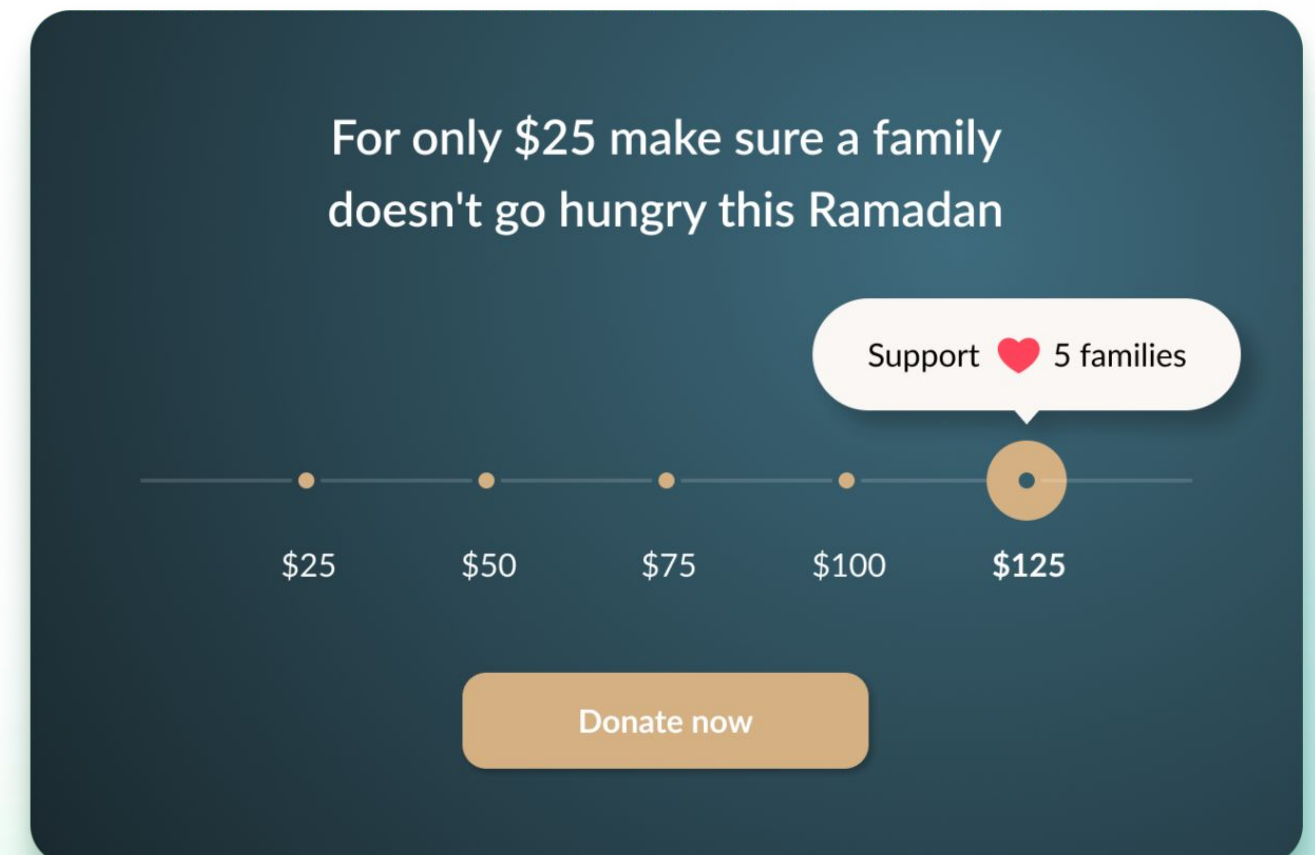 For only $25 make sure a family
doesn't go hungry this Ramadan
Support ❤ 5 families
$25 $50 $75 $100 $125
Donate now